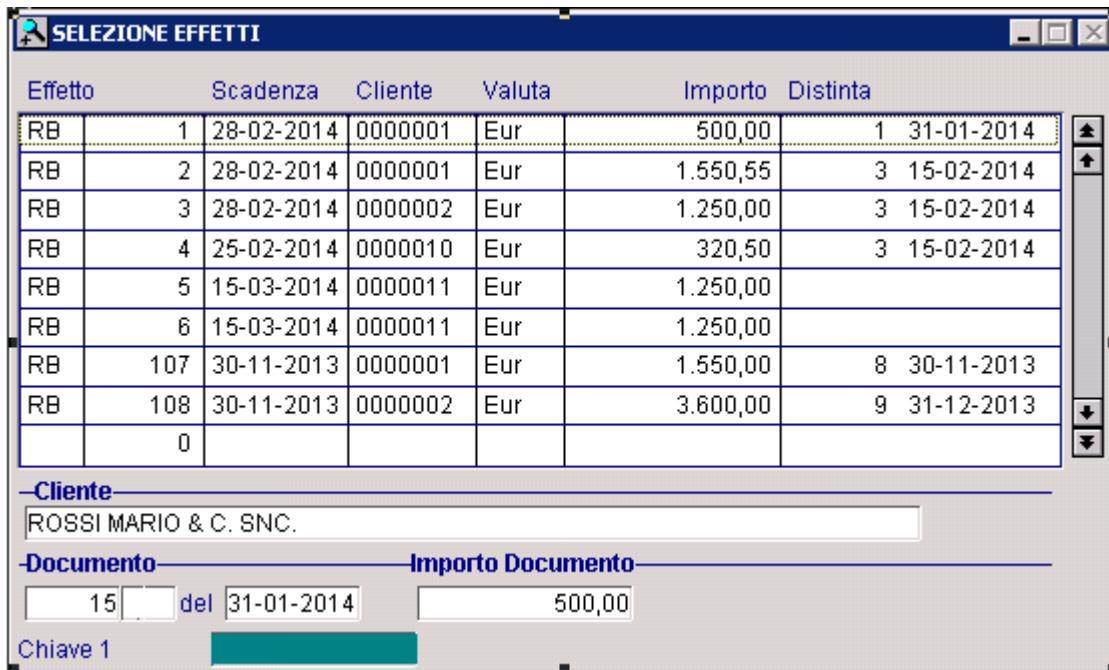 SELEZIONE EFFETTI
Effetto Scadenza Cliente Valuta Importo Distinta
RB 1 28-02-2014 0000001 Eur 500,00 1 31-01-2014
RB 2 28-02-2014 0000001 Eur 1.550,55 3 15-02-2014
RB 3 28-02-2014 0000002 Eur 1.250,00 3 15-02-2014
RB 4 25-02-2014 0000010 Eur 320,50 3 15-02-2014
RB 5 15-03-2014 0000011 Eur 1.250,00
RB 6 15-03-2014 0000011 Eur 1.250,00
RB 107 30-11-2013 0000001 Eur 1.550,00 8 30-11-2013
RB 108 30-11-2013 0000002 Eur 3.600,00 9 31-12-2013
0
Cliente
ROSSI MARIO & C. SNC.
Documento Importo Documento
15 del 31-01-2014 500,00
Chiave 1